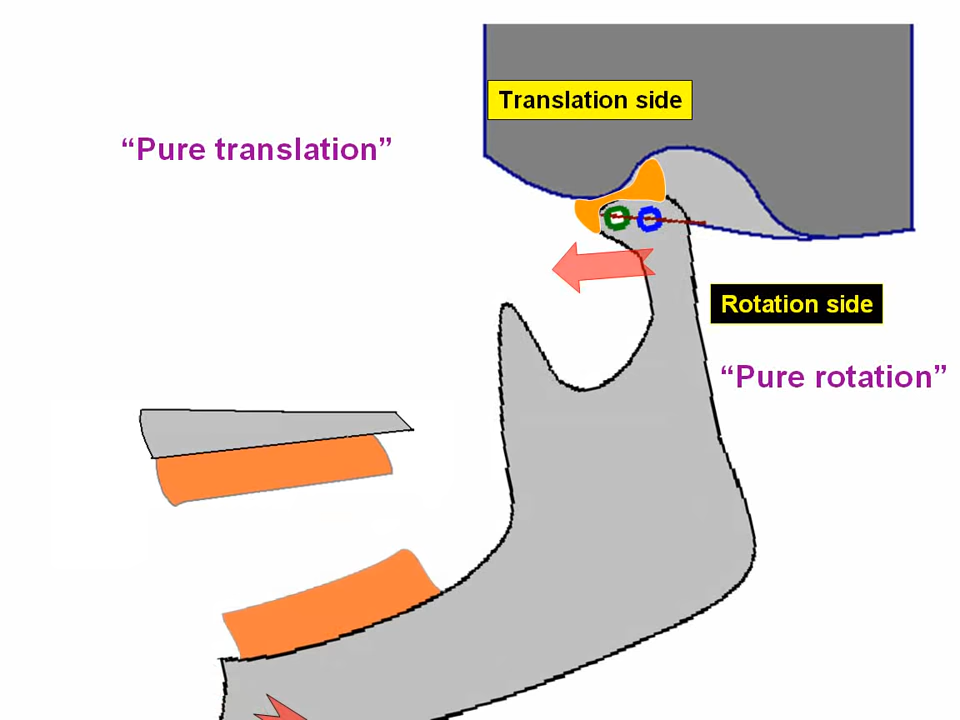 Translation side
“Pure translation”
Rotation side
“Pure rotation”